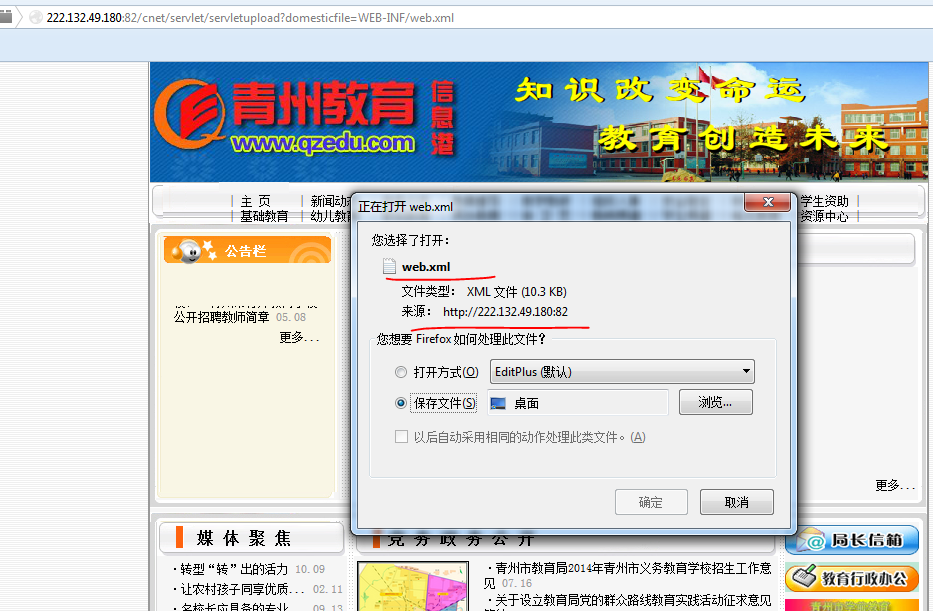 222.132.49.180:82/cnet/servlet/servletupload?domesticfile=WEB-INF/web.xml
青州教育
信息港
www.qzedu.com
知识改变命运
教育创造未来
主 页
新闻动
学生资助
基础教育
幼儿教
资源中心
公告栏
公开招聘教师简章 05.08
更多...
正在打开 web.xml
您选择了打开：
web.xml
文件类型： XML 文件 (10.3 KB)
来源： http://222.132.49.180:82
您想要 Firefox 如何处理此文件？
打开方式(O)
EditPlus (默认)
保存文件(S)
桌面
浏览...
以后自动采用相同的动作处理此类文件。(A)
确定
取消
更多...
媒体聚焦
党务政务公开
局长信箱
教育行政办公
·转型“转”出的活力 10.09
·让农村孩子同享优质... 02.11
·名校长应具备的专业 09.13
·青州市教育局2014年义务教育学校招生工作意
见 07.16
·关于设立教育局党的群众路线教育实践活动征求意见